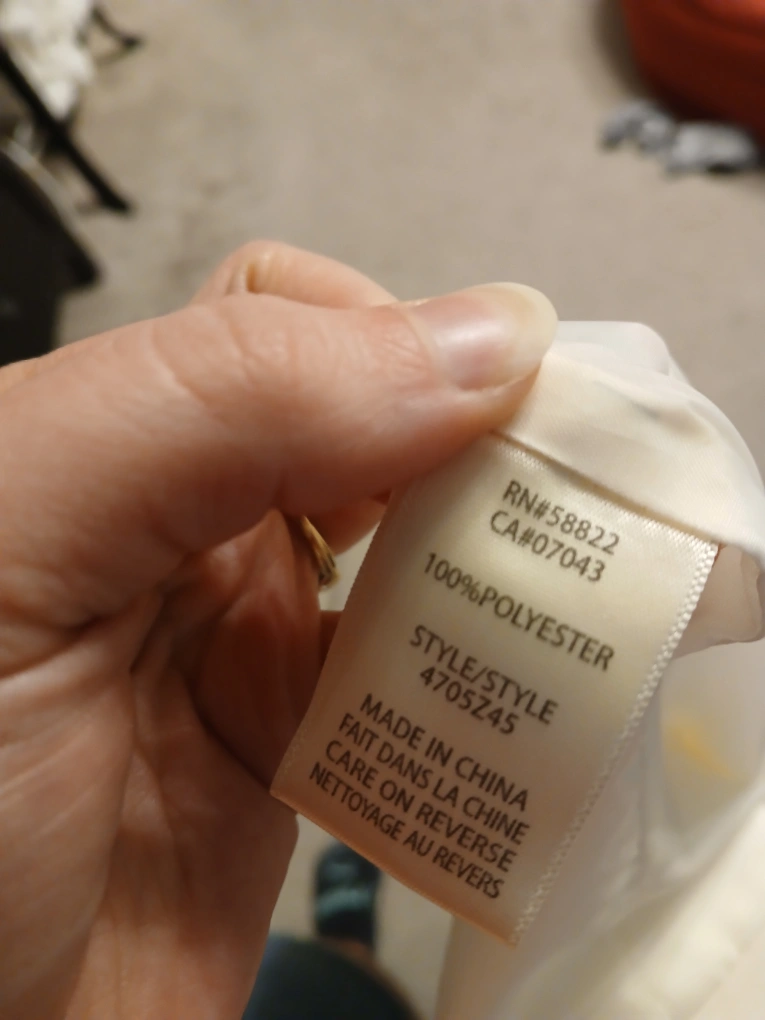 RN#58822
CA#07043
100%POLYESTER
STYLE/STYLE
4705Z45
MADE IN CHINA
FAIT DANS LA CHINE
CARE ON REVERSE
NETTOYAGE AU REVERS